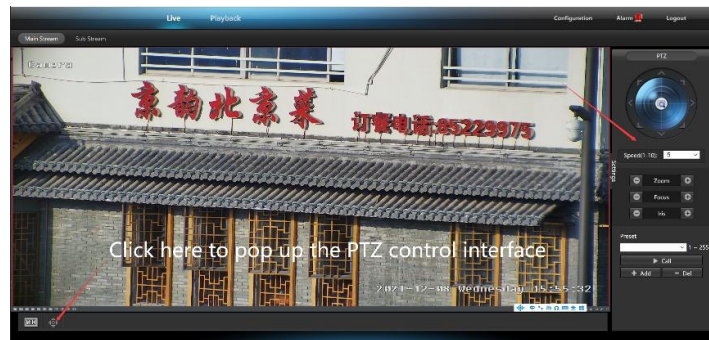 Live Playback Configuration Alarm Logout
Main Stream Sub Stream
PTZ
Camera
京韵北京菜
订餐电话:85229975
Speed(1-10): 5
Settings
Zoom
Focus
Iris
Preset
1 ~ 255
Call
Add Del
Click here to pop up the PTZ control interface
2021-12-08 Wednesday 15:55:32